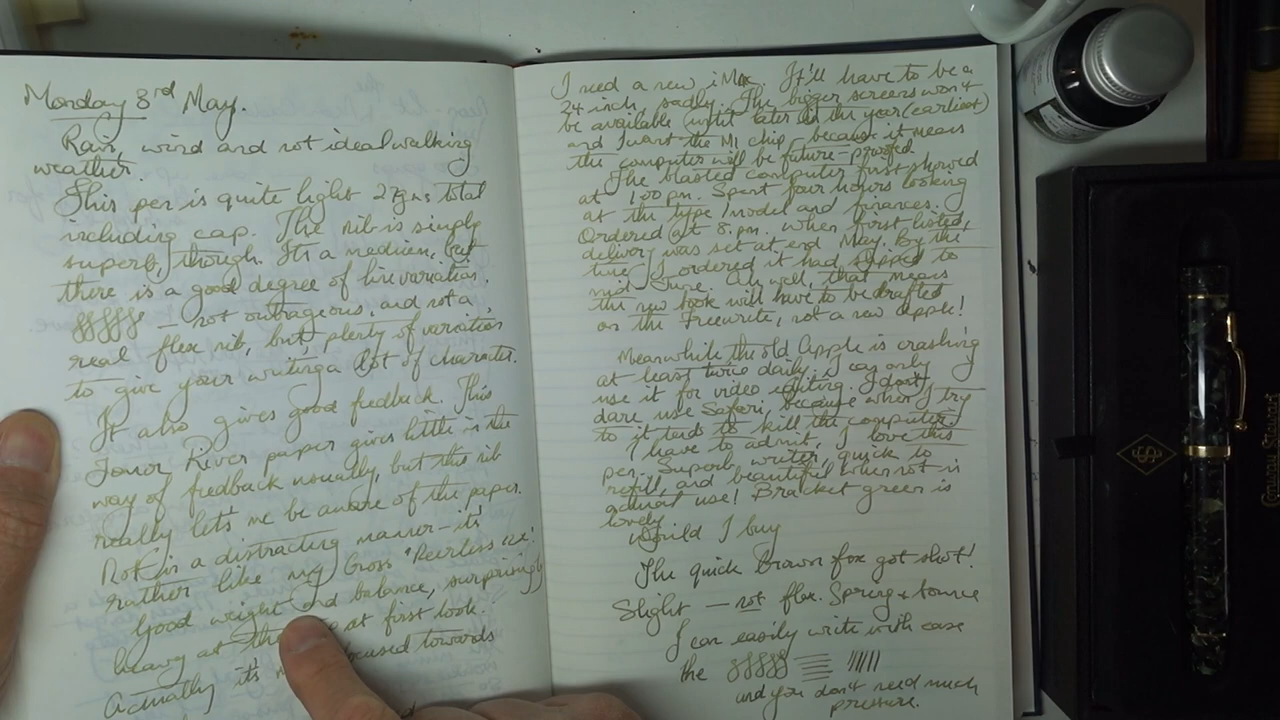 Monday 3rd May.
Rain, wind and not ideal walking
weather.
This pen is quite light 27gms total
including cap. The nib is simply
superb, though. It's a medium, but
there is a good degree of line variation.
— not outrageous, and not a
real flex nib, but plenty of variation
to give your writing a lot of character.
It also gives good feedback. This
Tomoe River paper gives little in the
way of feedback usually, but this nib
really lets me be aware of the paper.
Not in a distracting manner – it's
rather like my Cross 'Peerless
Good weight and balance, surprisingly
heavy at the at first look.
Actually it's focused towards
I need a new iMac. It'll have to be a
24 inch, sadly. The bigger screens won't
be available until later in the year (earliest)
and I want the M1 chip, because it means
the computer will be future-proofed
The blasted computer first showed
at 1:00 pm. Spent four hours looking
at the type / model and finances.
Ordered at 8.pm. When first listed,
delivery was set at end May. By the
time I ordered it had slipped to
mid June. Ah well, that means
the new book will have to be drafted
on the Freewrite, not a new Apple!
Meanwhile the old Apple is crashing
at least twice daily, I can only
use it for video editing. I don't
dare use Safari, because when I try
to it tends to kill the computer
I have to admit, I love this
pen. Superb writer, quick to
refill, and beautiful when not in
actual use! Bracket green is
lovely
Would I buy
The quick brown fox got shot!
Slight — not flex. Spring & bounce
I can easily write with ease
the
and you don't need much
pressure.